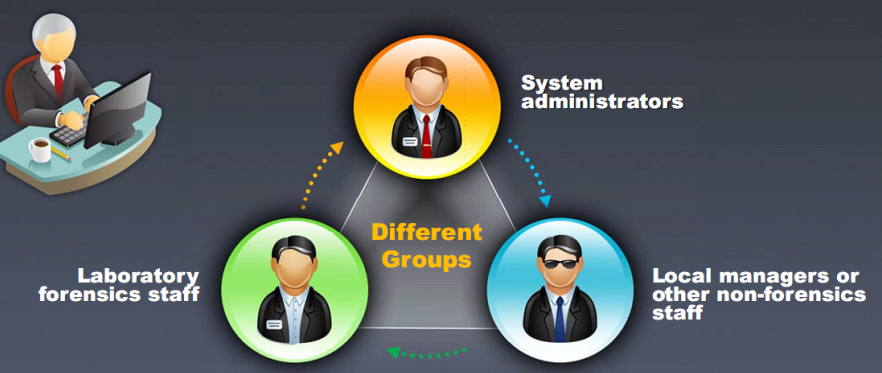 System
administrators
Different
Groups
Laboratory
forensics staff
Local managers or
other non-forensics
staff